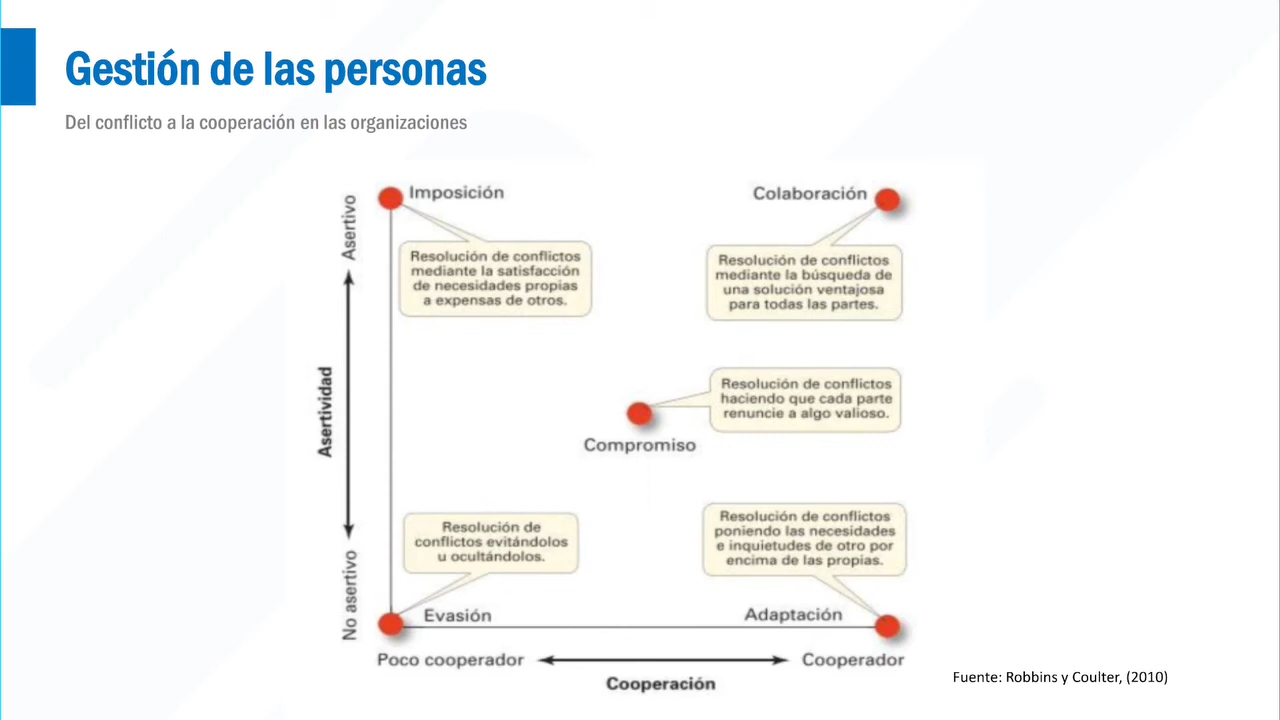 Gestión de las personas
Del conflicto a la cooperación en las organizaciones
Imposición
Colaboración
Asertivo
Resolución de conflictos
mediante la satisfacción
de necesidades propias
a expensas de otros.
Resolución de conflictos
mediante la búsqueda de
una solución ventajosa
para todas las partes.
Asertividad
Resolución de conflictos
haciendo que cada parte
renuncie a algo valioso.
Compromiso
Resolución de
conflictos evitándolos
u ocultándolos.
Resolución de conflictos
poniendo las necesidades
e inquietudes de otro por
encima de las propias.
No asertivo
Evasión
Adaptación
Poco cooperador
Cooperador
Cooperación
Fuente: Robbins y Coulter, (2010)